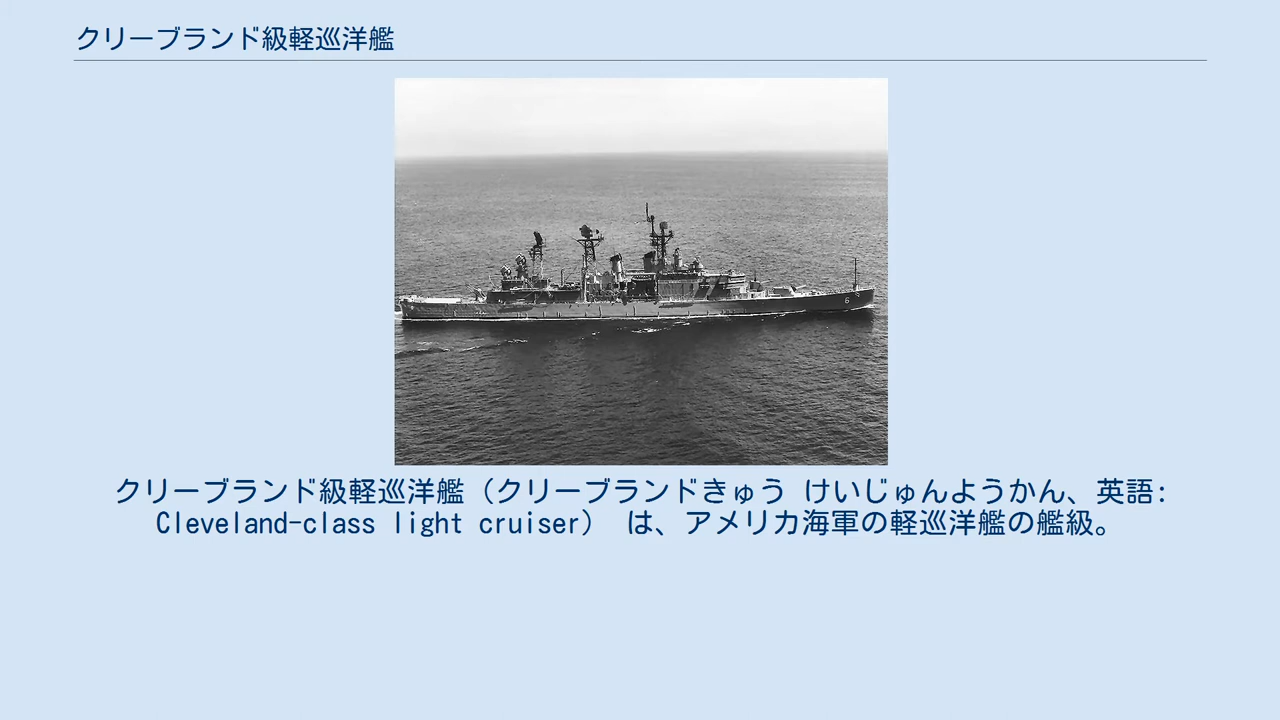 クリーブランド級軽巡洋艦
6
クリーブランド級軽巡洋艦（クリーブランドきゅう けいじゅんようかん、英語:
Cleveland-class light cruiser） は、アメリカ海軍の軽巡洋艦の艦級。